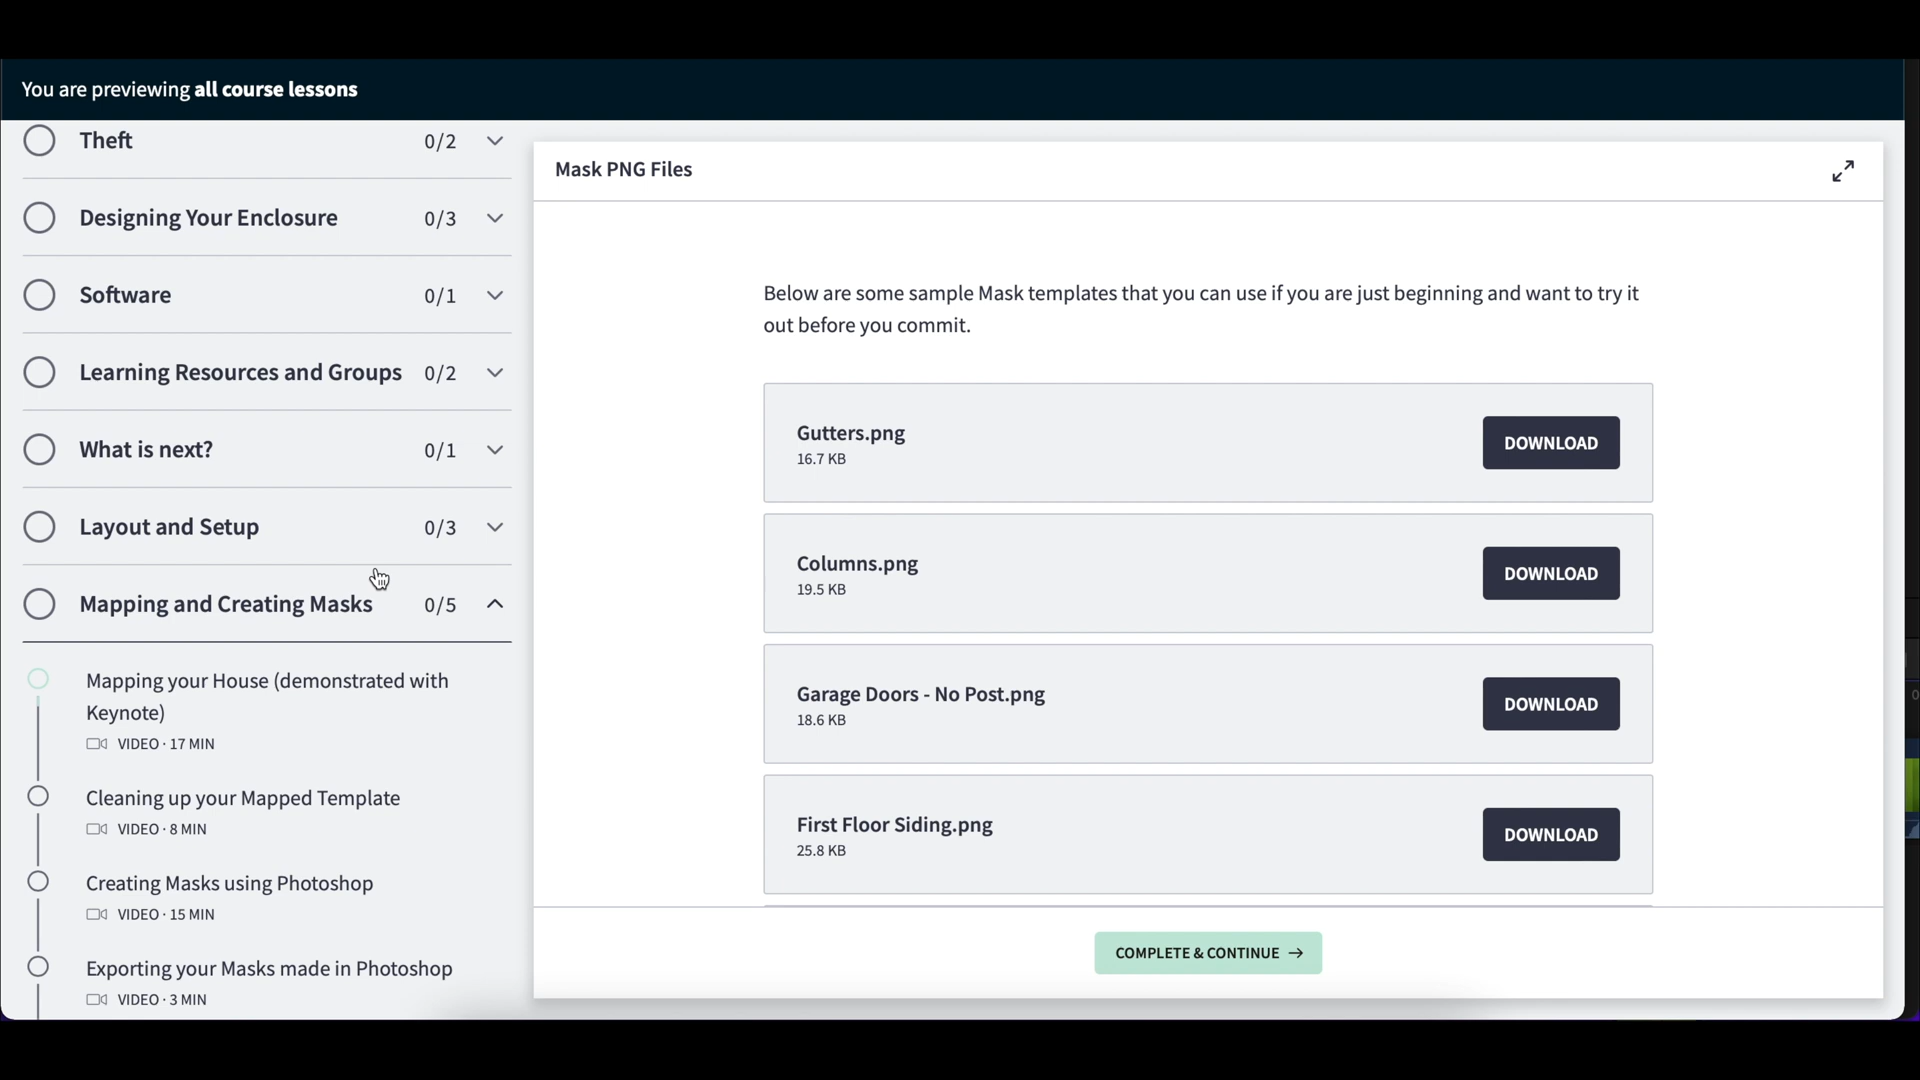 You are previewing all course lessons
Theft 0/2
Designing Your Enclosure 0/3
Software 0/1
Learning Resources and Groups 0/2
What is next? 0/1
Layout and Setup 0/3
Mapping and Creating Masks 0/5
Mapping your House (demonstrated with
Keynote)
VIDEO · 17 MIN
Cleaning up your Mapped Template
VIDEO · 8 MIN
Creating Masks using Photoshop
VIDEO · 15 MIN
Exporting your Masks made in Photoshop
VIDEO · 3 MIN
Mask PNG Files
Below are some sample Mask templates that you can use if you are just beginning and want to try it
out before you commit.
Gutters.png
16.7 KB
DOWNLOAD
Columns.png
19.5 KB
DOWNLOAD
Garage Doors - No Post.png
18.6 KB
DOWNLOAD
First Floor Siding.png
25.8 KB
DOWNLOAD
COMPLETE & CONTINUE →